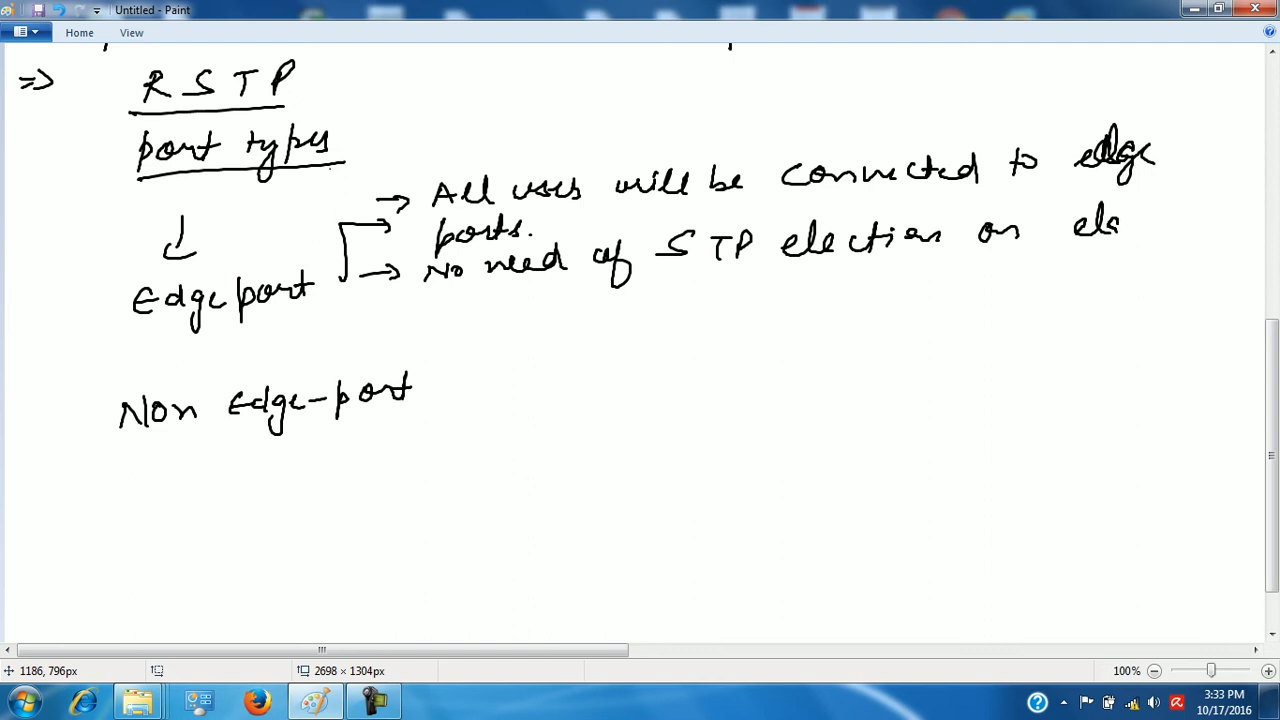 Untitled - Paint
Home View
=> RSTP
port types
→ All uses will be connected to edge
ports.
→ No need of STP election on
Edge port
Non Edge-port
1186, 796px
2698 × 1304px
100%
3:33 PM
10/17/2016